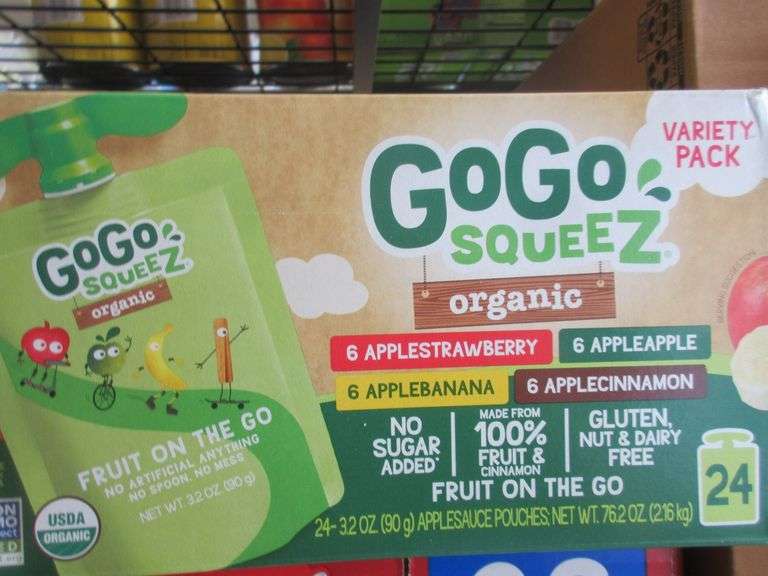 VARIETY
PACK
GOGO
SQUEEZ
organic
6 APPLESTRAWBERRY
6 APPLEAPPLE
6 APPLEBANANA
6 APPLECINNAMON
NO
SUGAR
ADDED*
MADE FROM
100%
FRUIT &
CINNAMON
GLUTEN,
NUT & DAIRY
FREE
FRUIT ON THE GO
24- 3.2 OZ. (90 g) APPLESAUCE POUCHES; NET WT. 76.2 OZ. (2.16 kg)
24
GOGO
SQUEEZ
organic
FRUIT ON THE GO
NO ARTIFICIAL ANYTHING
NO SPOON. NO MESS
NET WT. 3.2 OZ. (90 g)
USDA
ORGANIC